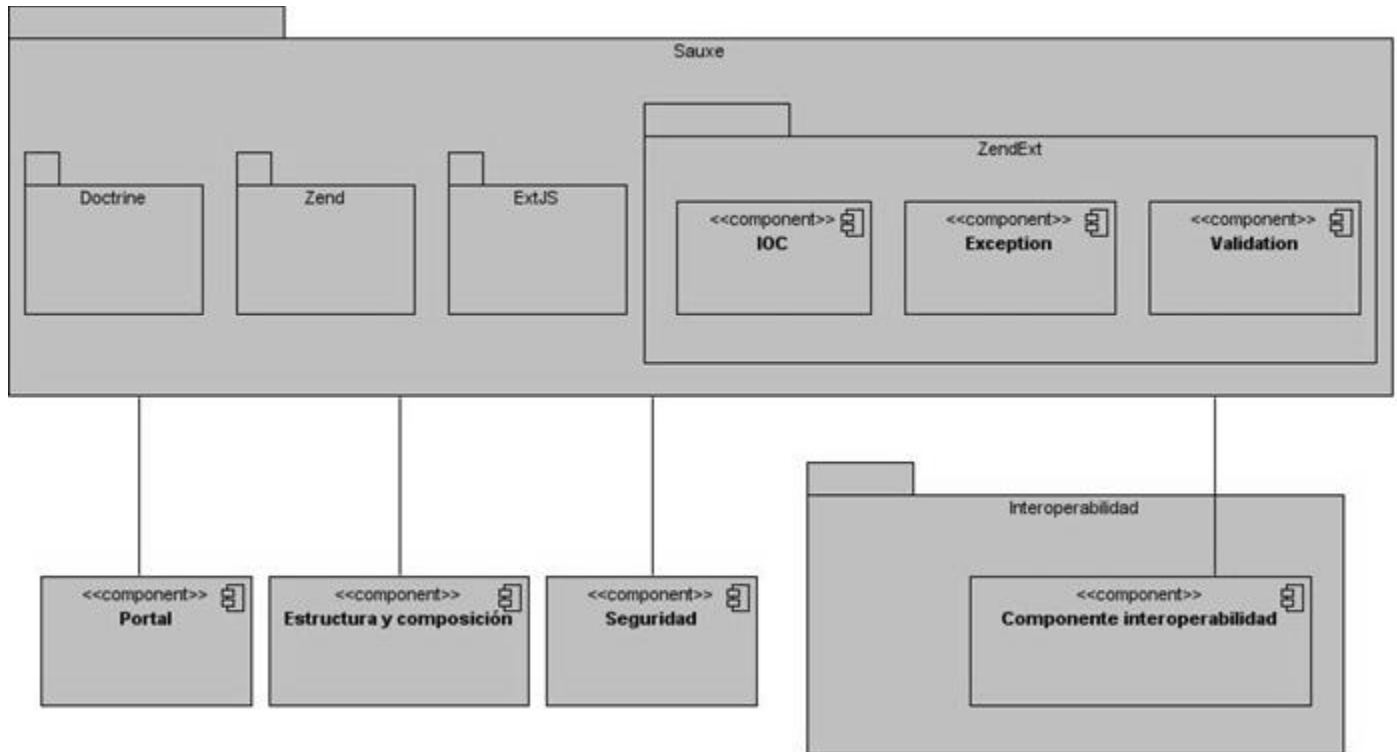 Sauxe
ZendExt
Doctrine
Zend
ExtJS
<<component>>
IOC
<<component>>
Exception
<<component>>
Validation
Interoperabilidad
<<component>>
Portal
<<component>>
Estructura y composición
<<component>>
Seguridad
<<component>>
Componente interoperabilidad